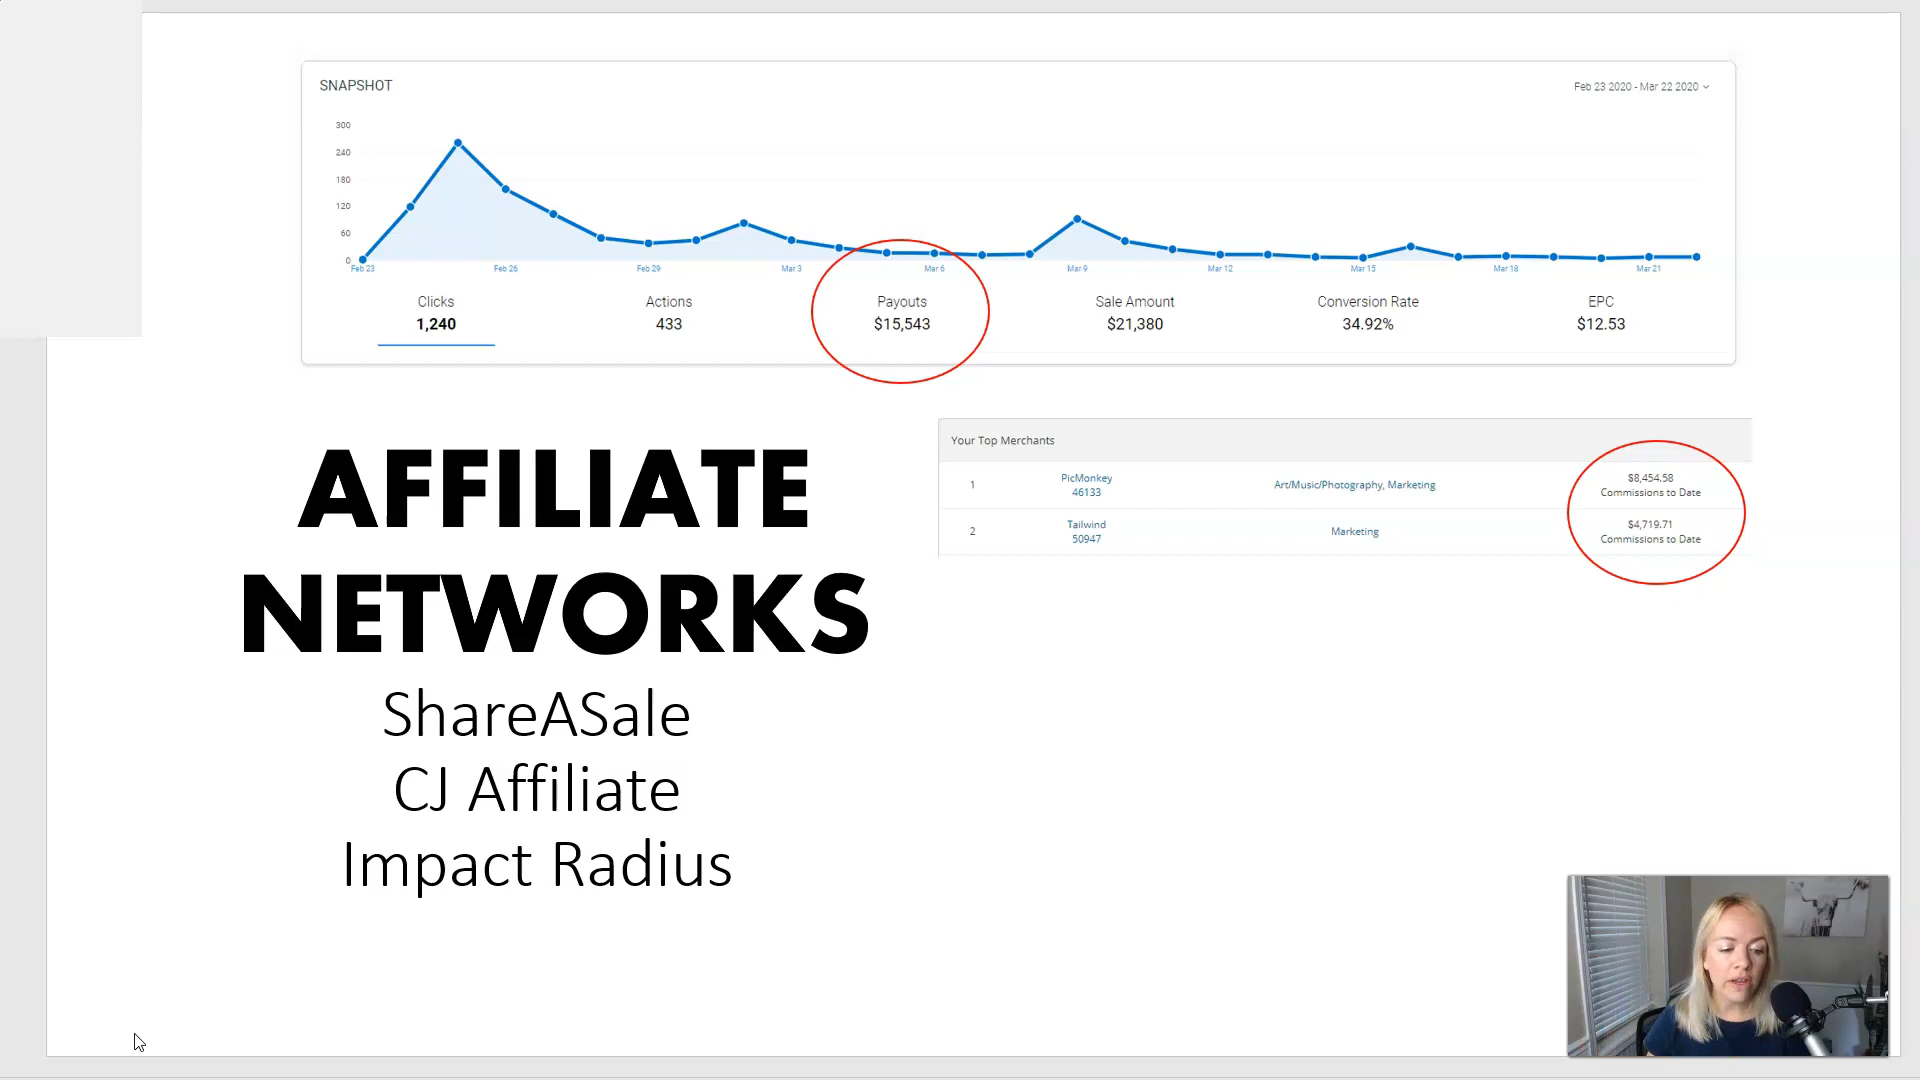 SNAPSHOT
Feb 23 2020 - Mar 22 2020
300
240
180
120
60
0
Feb 23 Feb 26 Feb 29 Mar 3 Mar 6 Mar 9 Mar 12 Mar 15 Mar 18 Mar 21
Clicks Actions Payouts Sale Amount Conversion Rate EPC
1,240 433 $15,543 $21,380 34.92% $12.53
Your Top Merchants
1 PicMonkey Art/Music/Photography, Marketing $8,454.58
46133 Commissions to Date
2 Tailwind Marketing $4,719.71
50947 Commissions to Date
AFFILIATE
NETWORKS
ShareASale
CJ Affiliate
Impact Radius